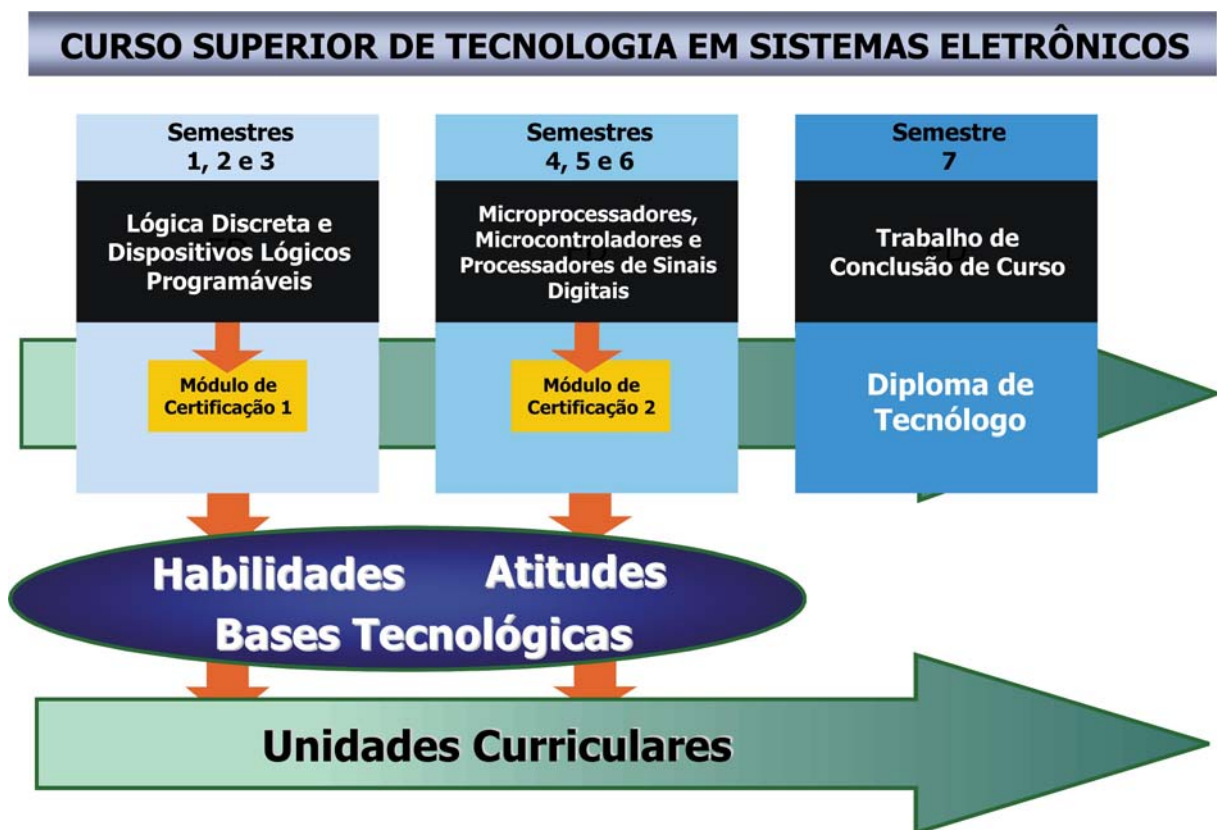 CURSO SUPERIOR DE TECNOLOGIA EM SISTEMAS ELETRÔNICOS
Semestres
1, 2 e 3
Lógica Discreta e
Dispositivos Lógicos
Programáveis
Módulo de
Certificação 1
Semestres
4, 5 e 6
Microprocessadores,
Microcontroladores e
Processadores de Sinais
Digitais
Módulo de
Certificação 2
Semestre
7
Trabalho de
Conclusão de Curso
Diploma de
Tecnólogo
Habilidades Atitudes
Bases Tecnológicas
Unidades Curriculares